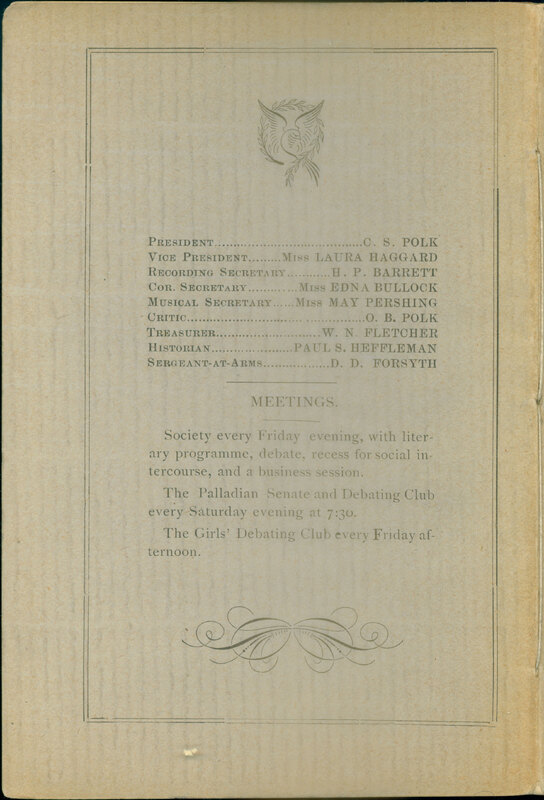 PRESIDENT......................................C. S. POLK
VICE PRESIDENT........MISS LAURA HAGGARD
RECORDING SECRETARY...........H. P. BARRETT
COR. SECRETARY.............MISS EDNA BULLOCK
MUSICAL SECRETARY.....MISS MAY PERSHING
CRITIC..............................................O. B. POLK
TREASURER..........................W. N. FLETCHER
HISTORIAN.....................PAUL S. HEFFLEMAN
SERGEANT-AT-ARMS.................D. D. FORSYTH
MEETINGS.
Society every Friday evening, with liter-
ary programme, debate, recess for social in-
tercourse, and a business session.
The Palladian Senate and Debating Club
every Saturday evening at 7:30.
The Girls' Debating Club every Friday af-
ternoon.